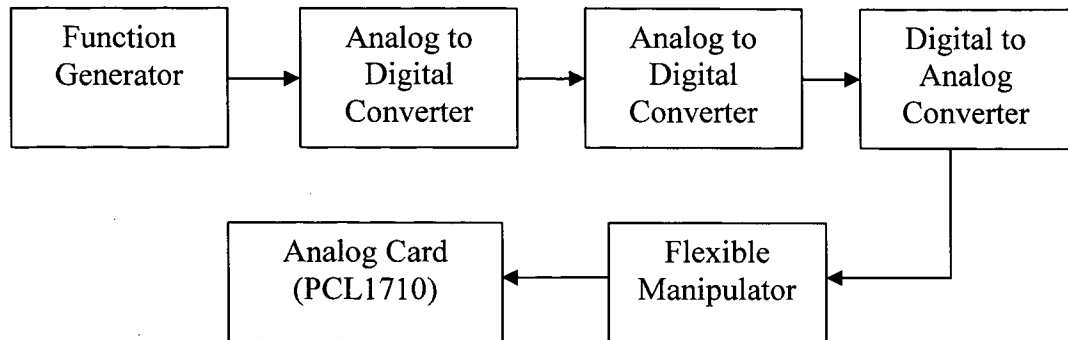 Function
Generator
Analog to
Digital
Converter
Analog to
Digital
Converter
Digital to
Analog
Converter
Analog Card
(PCL1710)
Flexible
Manipulator